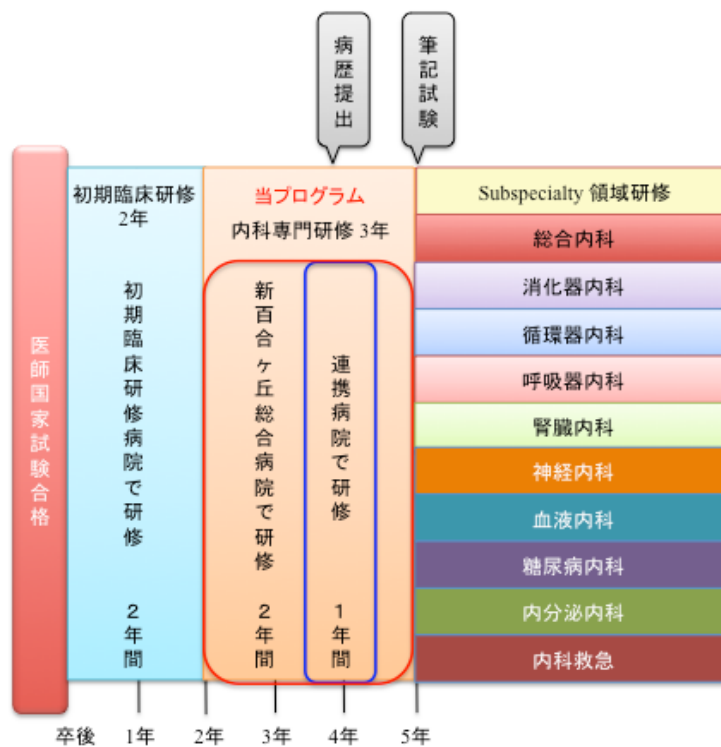 病歴提出
筆記試験
医師国家試験合格
初期臨床研修
2年
初期臨床研修病院で研修　2年間
当プログラム
内科専門研修 3年
新百合ヶ丘総合病院で研修　2年間
連携病院で研修　1年間
Subspecialty 領域研修
総合内科
消化器内科
循環器内科
呼吸器内科
腎臓内科
神経内科
血液内科
糖尿病内科
内分泌内科
内科救急
卒後　1年　2年　3年　4年　5年